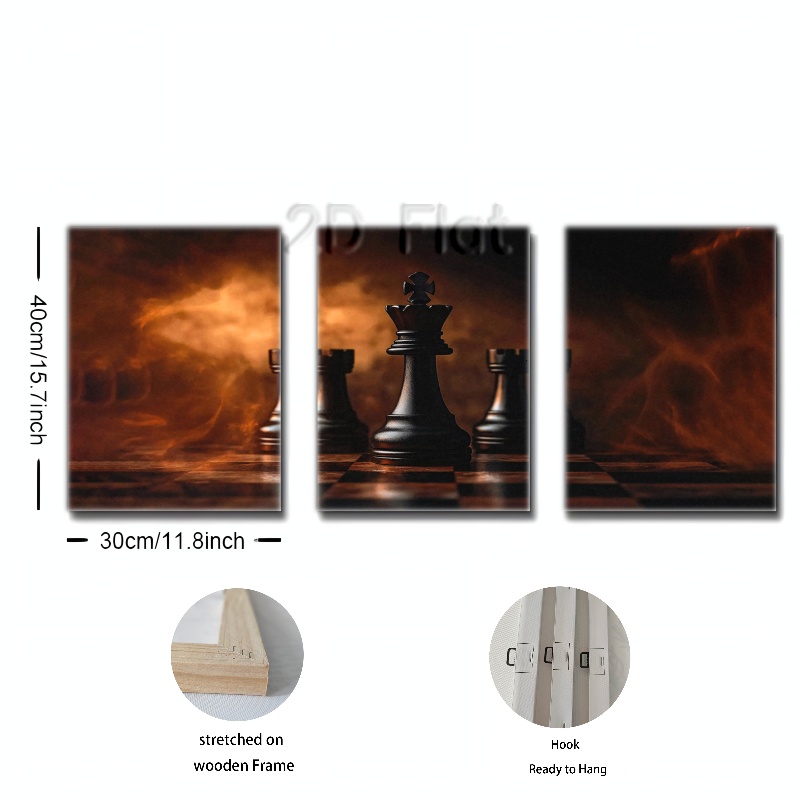 2D Flat
40cm/15.7inch
30cm/11.8inch
stretched on
wooden Frame
Hook
Ready to Hang